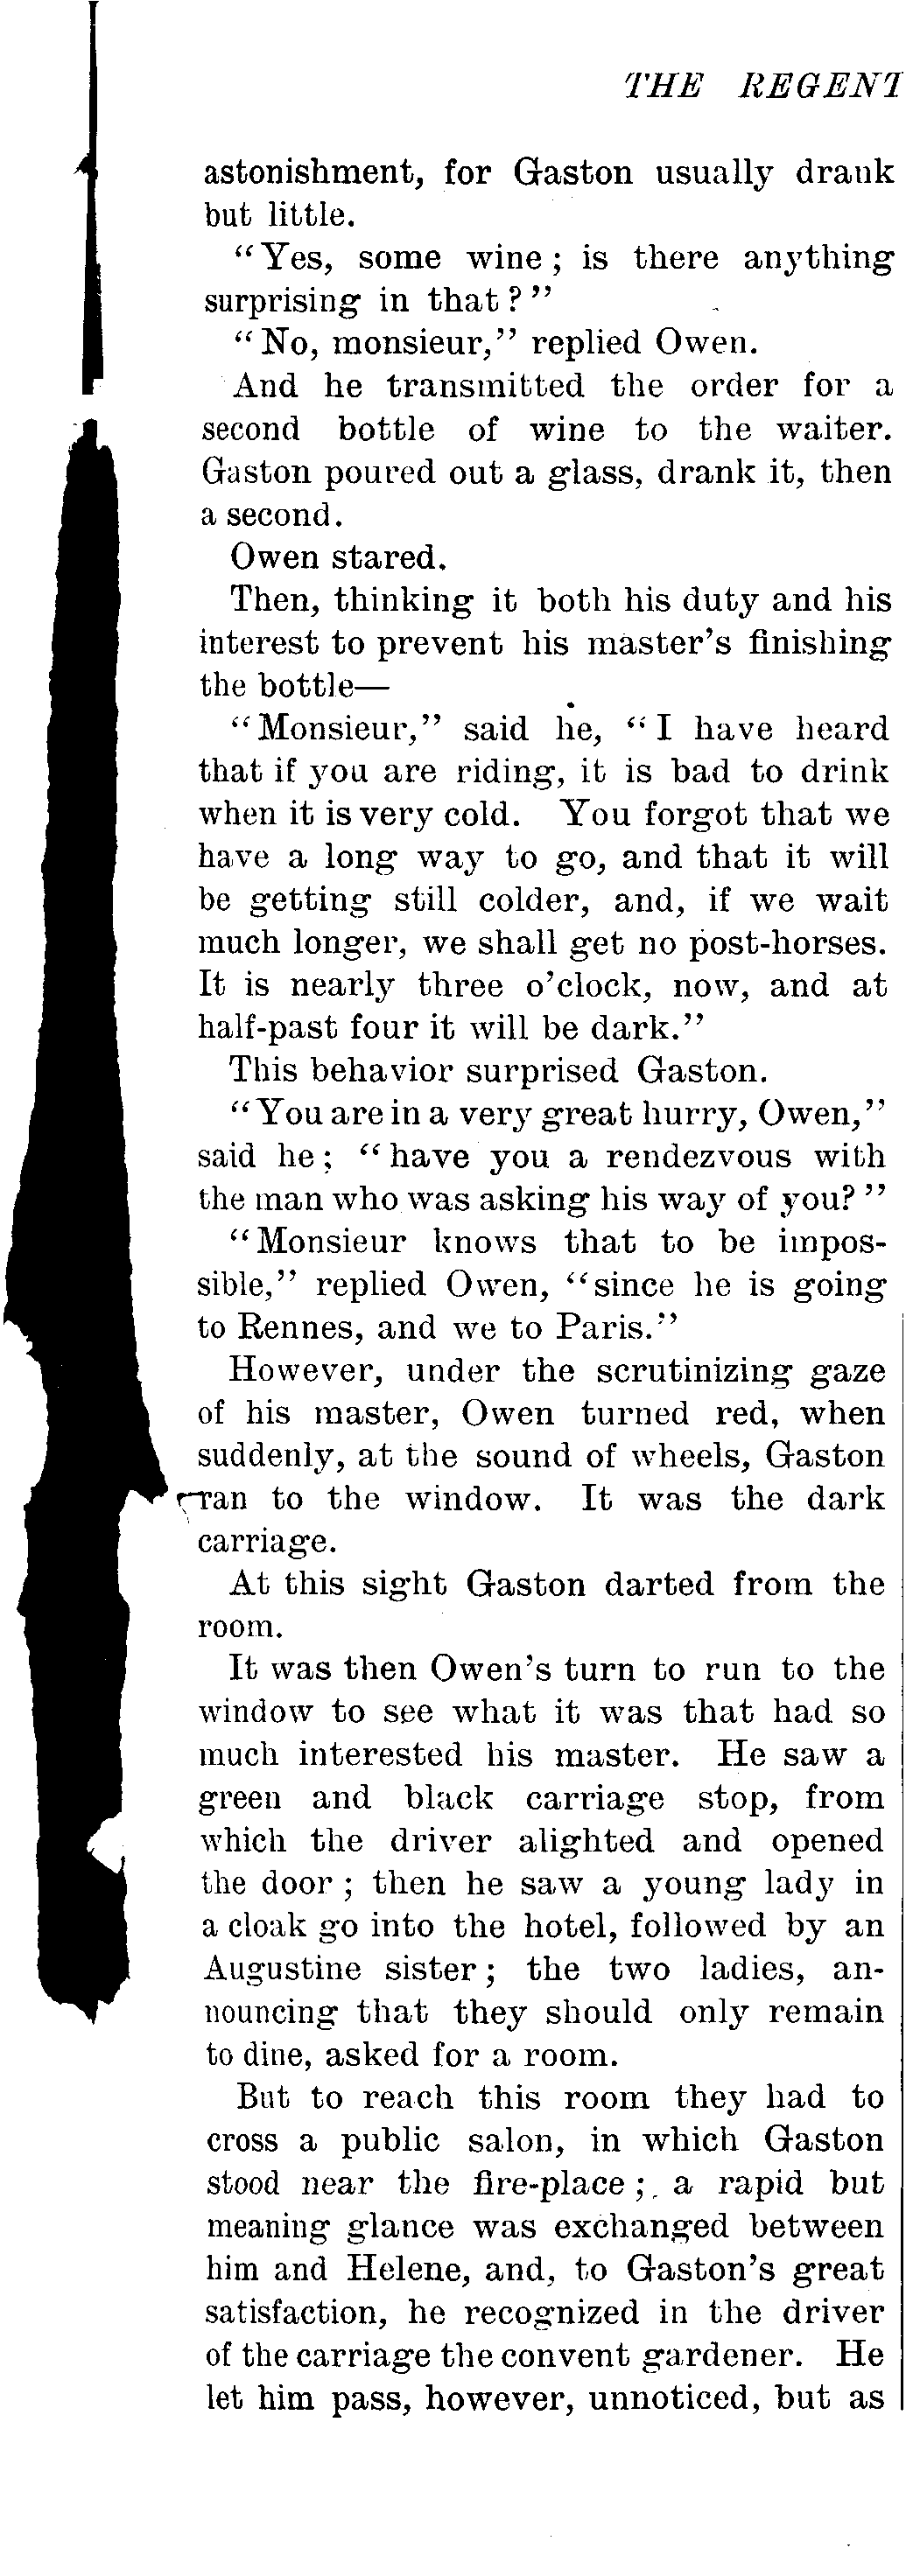 THE REGENT
astonishment, for Gaston usually drank
but little.
"Yes, some wine; is there anything
surprising in that?"
"No, monsieur," replied Owen.
And he transmitted the order for a
second bottle of wine to the waiter.
Gaston poured out a glass, drank it, then
a second.
Owen stared.
Then, thinking it both his duty and his
interest to prevent his master's finishing
the bottle—
"Monsieur," said he, "I have heard
that if you are riding, it is bad to drink
when it is very cold. You forgot that we
have a long way to go, and that it will
be getting still colder, and, if we wait
much longer, we shall get no post-horses.
It is nearly three o'clock, now, and at
half-past four it will be dark."
This behavior surprised Gaston.
"You are in a very great hurry, Owen,"
said he; "have you a rendezvous with
the man who was asking his way of you?"
"Monsieur knows that to be impos-
sible," replied Owen, "since he is going
to Rennes, and we to Paris."
However, under the scrutinizing gaze
of his master, Owen turned red, when
suddenly, at the sound of wheels, Gaston
ran to the window. It was the dark
carriage.
At this sight Gaston darted from the
room.
It was then Owen's turn to run to the
window to see what it was that had so
much interested his master. He saw a
green and black carriage stop, from
which the driver alighted and opened
the door; then he saw a young lady in
a cloak go into the hotel, followed by an
Augustine sister; the two ladies, an-
nouncing that they should only remain
to dine, asked for a room.
But to reach this room they had to
cross a public salon, in which Gaston
stood near the fire-place; a rapid but
meaning glance was exchanged between
him and Helene, and, to Gaston's great
satisfaction, he recognized in the driver
of the carriage the convent gardener. He
let him pass, however, unnoticed, but as